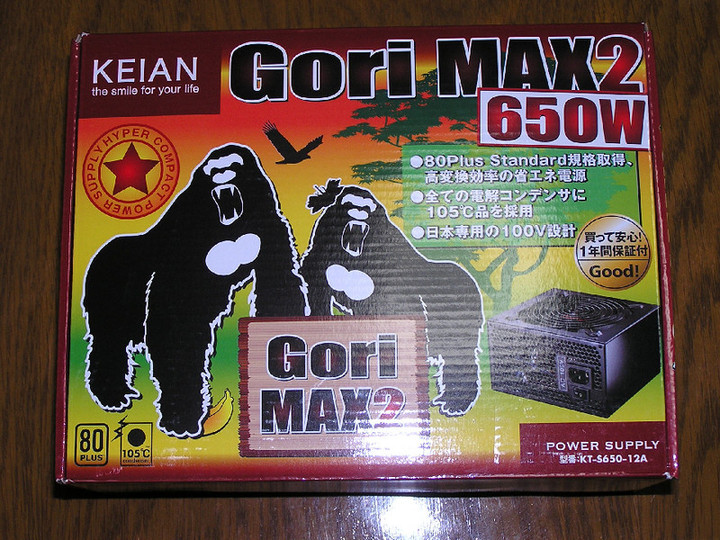 KEIAN
the smile for your life
Gori MAX2
650W
SUPPLY HYPER COMPACT POWER
●80Plus Standard規格取得、
高変換効率の省エネ電源
●全ての電解コンデンサに
105℃品を採用
●日本専用の100V設計
買って安心!
1年間保証付
Good!
Gori
MAX2
80
PLUS
105℃
POWER SUPPLY
型番:KT-S650-12A